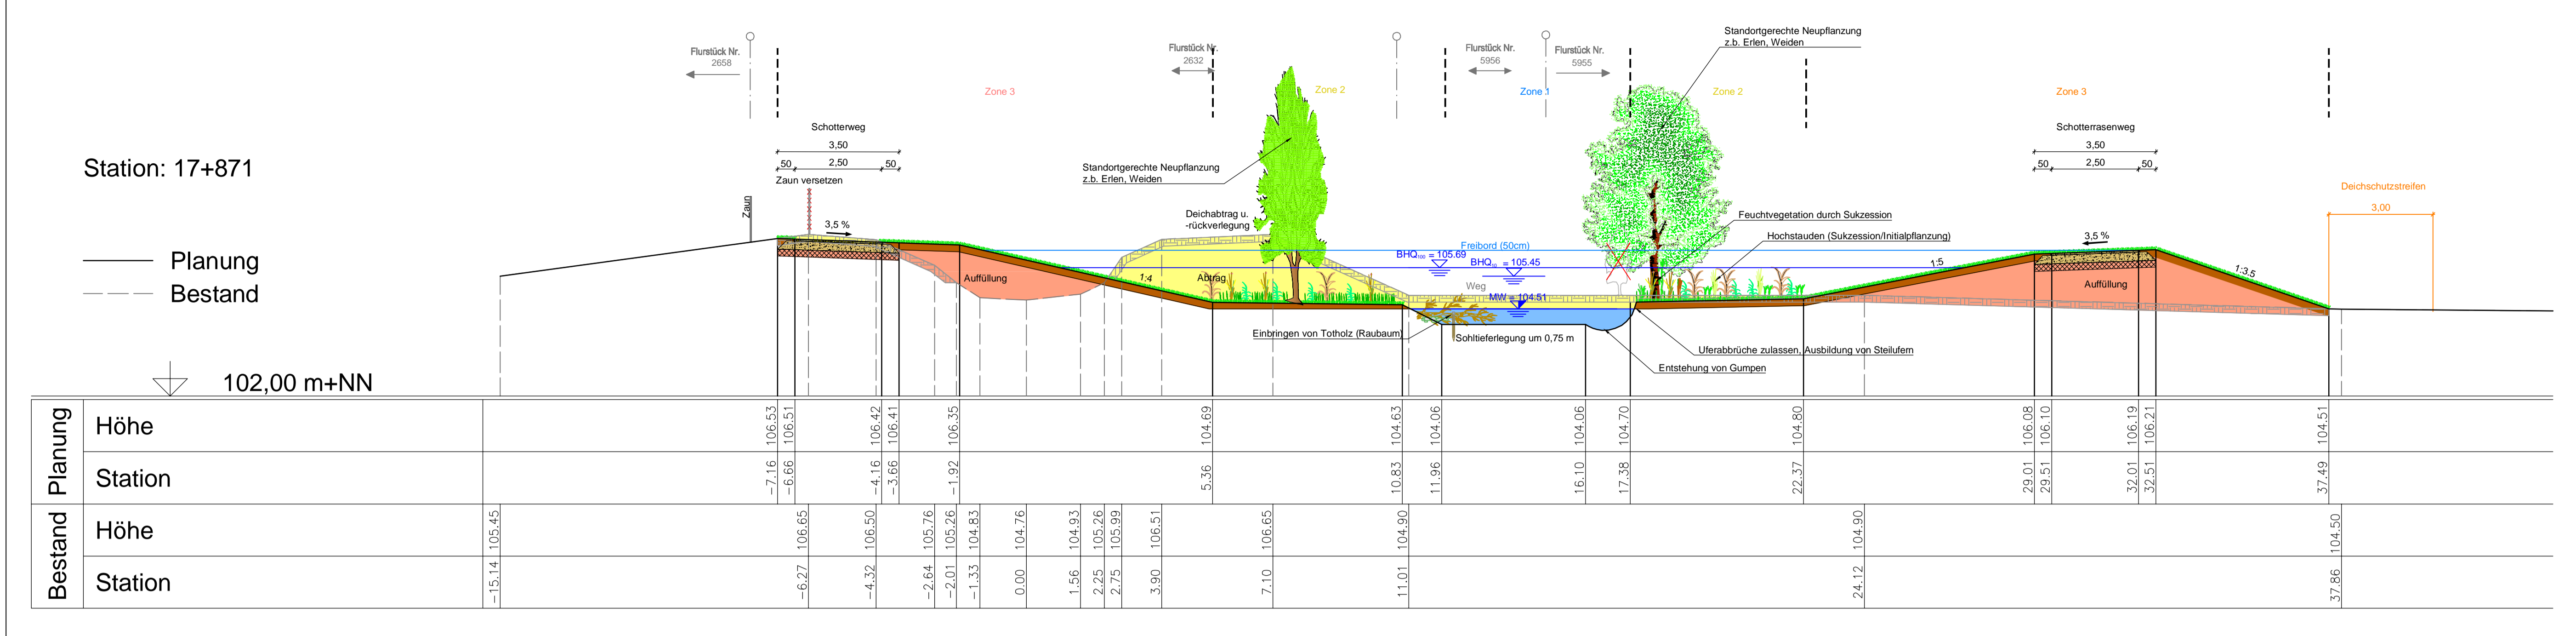 Flurstück Nr.
2658
Flurstück Nr.
2632
Flurstück Nr.
5956
Flurstück Nr.
5955
Standortgerechte Neupflanzung
z.b. Erlen, Weiden
Zone 3
Zone 2
Zone 1
Zone 2
Zone 3
Station: 17+871
Schotterweg
3,50
50 2,50 50
Zaun versetzen
Zaun
3,5 %
Standortgerechte Neupflanzung
z.b. Erlen, Weiden
Deichabtrag u.
-rückverlegung
Schotterrasenweg
3,50
50 2,50 50
3,5 %
Deichschutzstreifen
3,00
Feuchtvegetation durch Sukzession
Hochstauden (Sukzession/Initialpflanzung)
Freibord (50cm)
BHQ100 = 105.69
BHQ50 = 105.45
Weg
MW = 104.51
Planung
Bestand
Auffüllung
1:4
Abtrag
1:5
Auffüllung
1:3.5
Einbringen von Totholz (Raubaum)
Sohltieferlegung um 0,75 m
Uferabbrüche zulassen, Ausbildung von Steilufern
Entstehung von Gumpen
102,00 m+NN
Planung
Höhe 106.53 106.51 106.42 106.41 106.35 104.69 104.63 104.06 104.06 104.70 104.80 106.08 106.10 106.19 106.21 104.51
Station -7.16 -6.66 -4.16 -3.66 -1.92 5.36 10.83 11.96 16.10 17.38 22.37 29.01 29.51 32.01 32.51 37.49
Bestand
Höhe 105.45 106.65 106.50 105.76 105.26 104.83 104.76 104.93 105.26 105.99 106.51 106.65 104.90 104.90 104.50
Station -15.14 -6.27 -4.32 -2.64 -2.01 -1.33 0.00 1.56 2.25 2.75 3.90 7.10 11.01 24.12 37.86